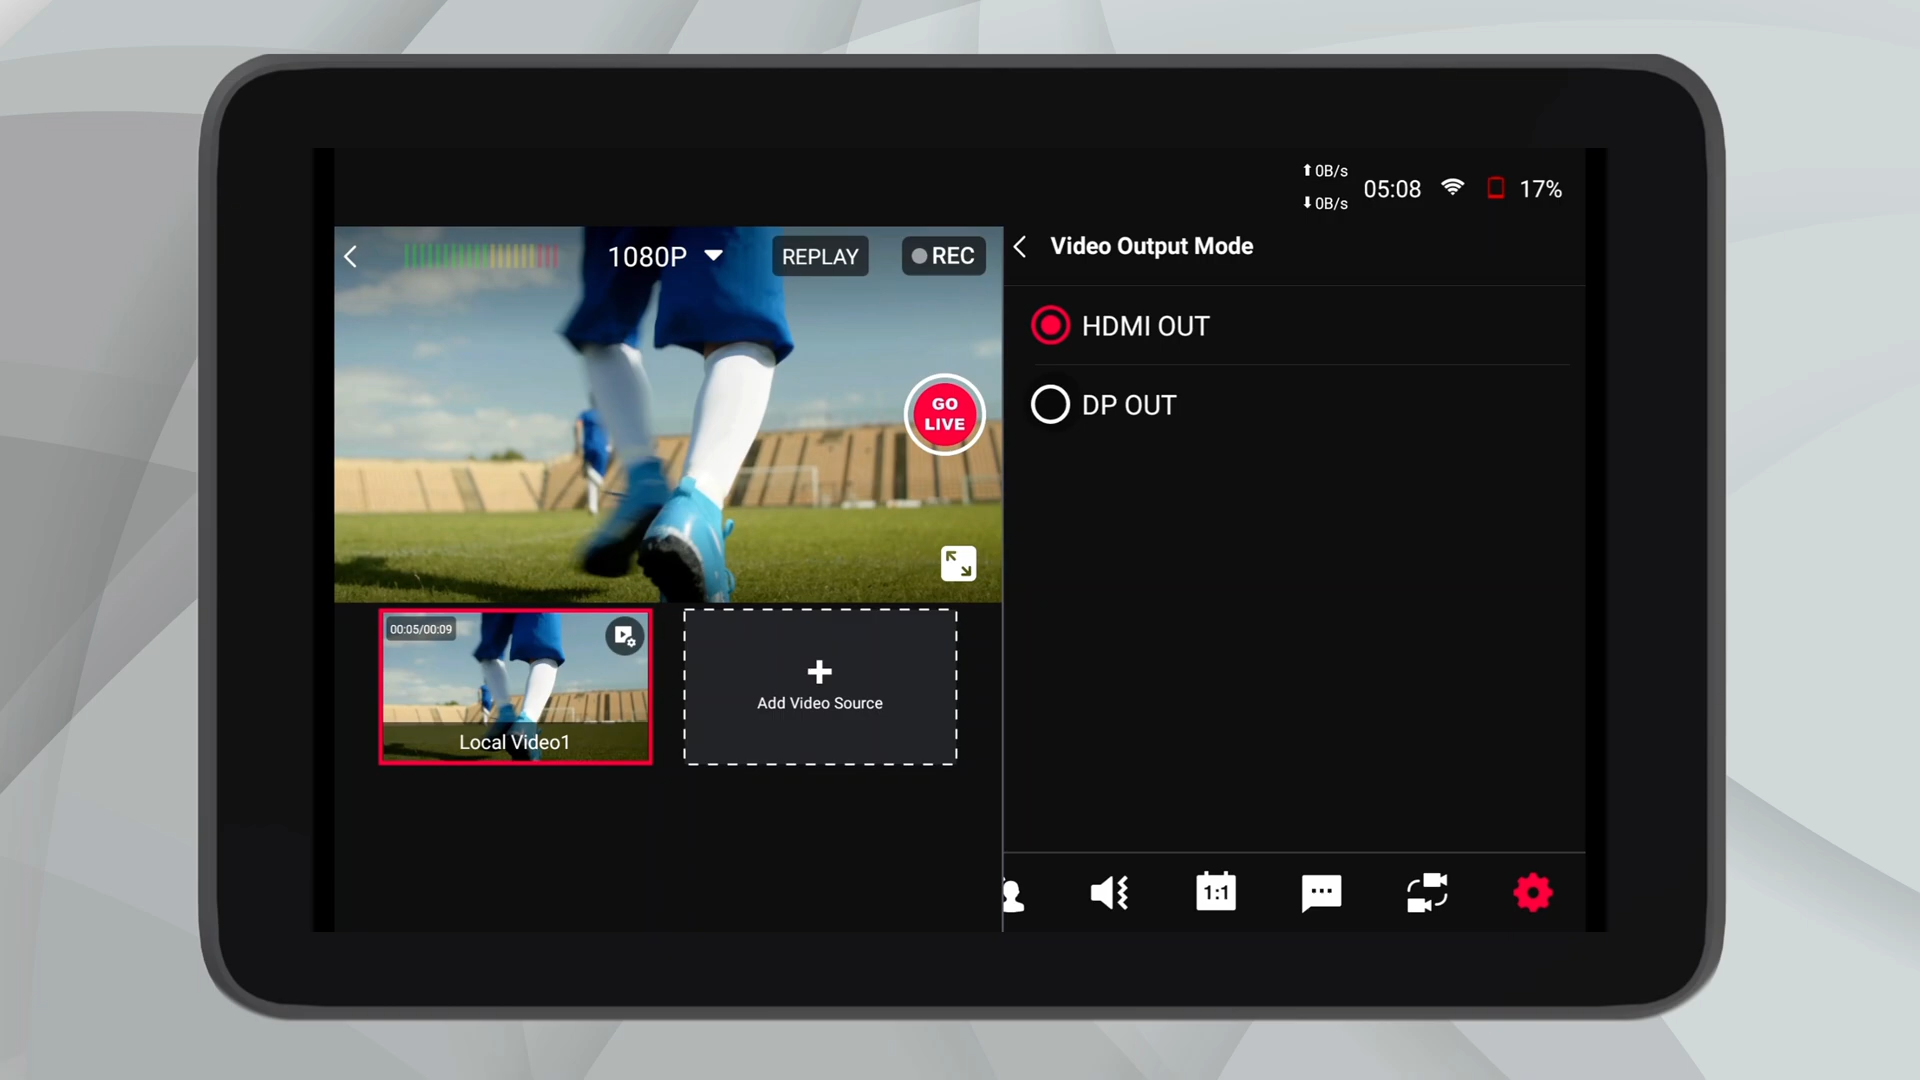 0B/s
0B/s
05:08
17%
1080P
REPLAY
REC
Video Output Mode
HDMI OUT
GO
LIVE
DP OUT
00:05/00:09
Local Video1
Add Video Source
1:1